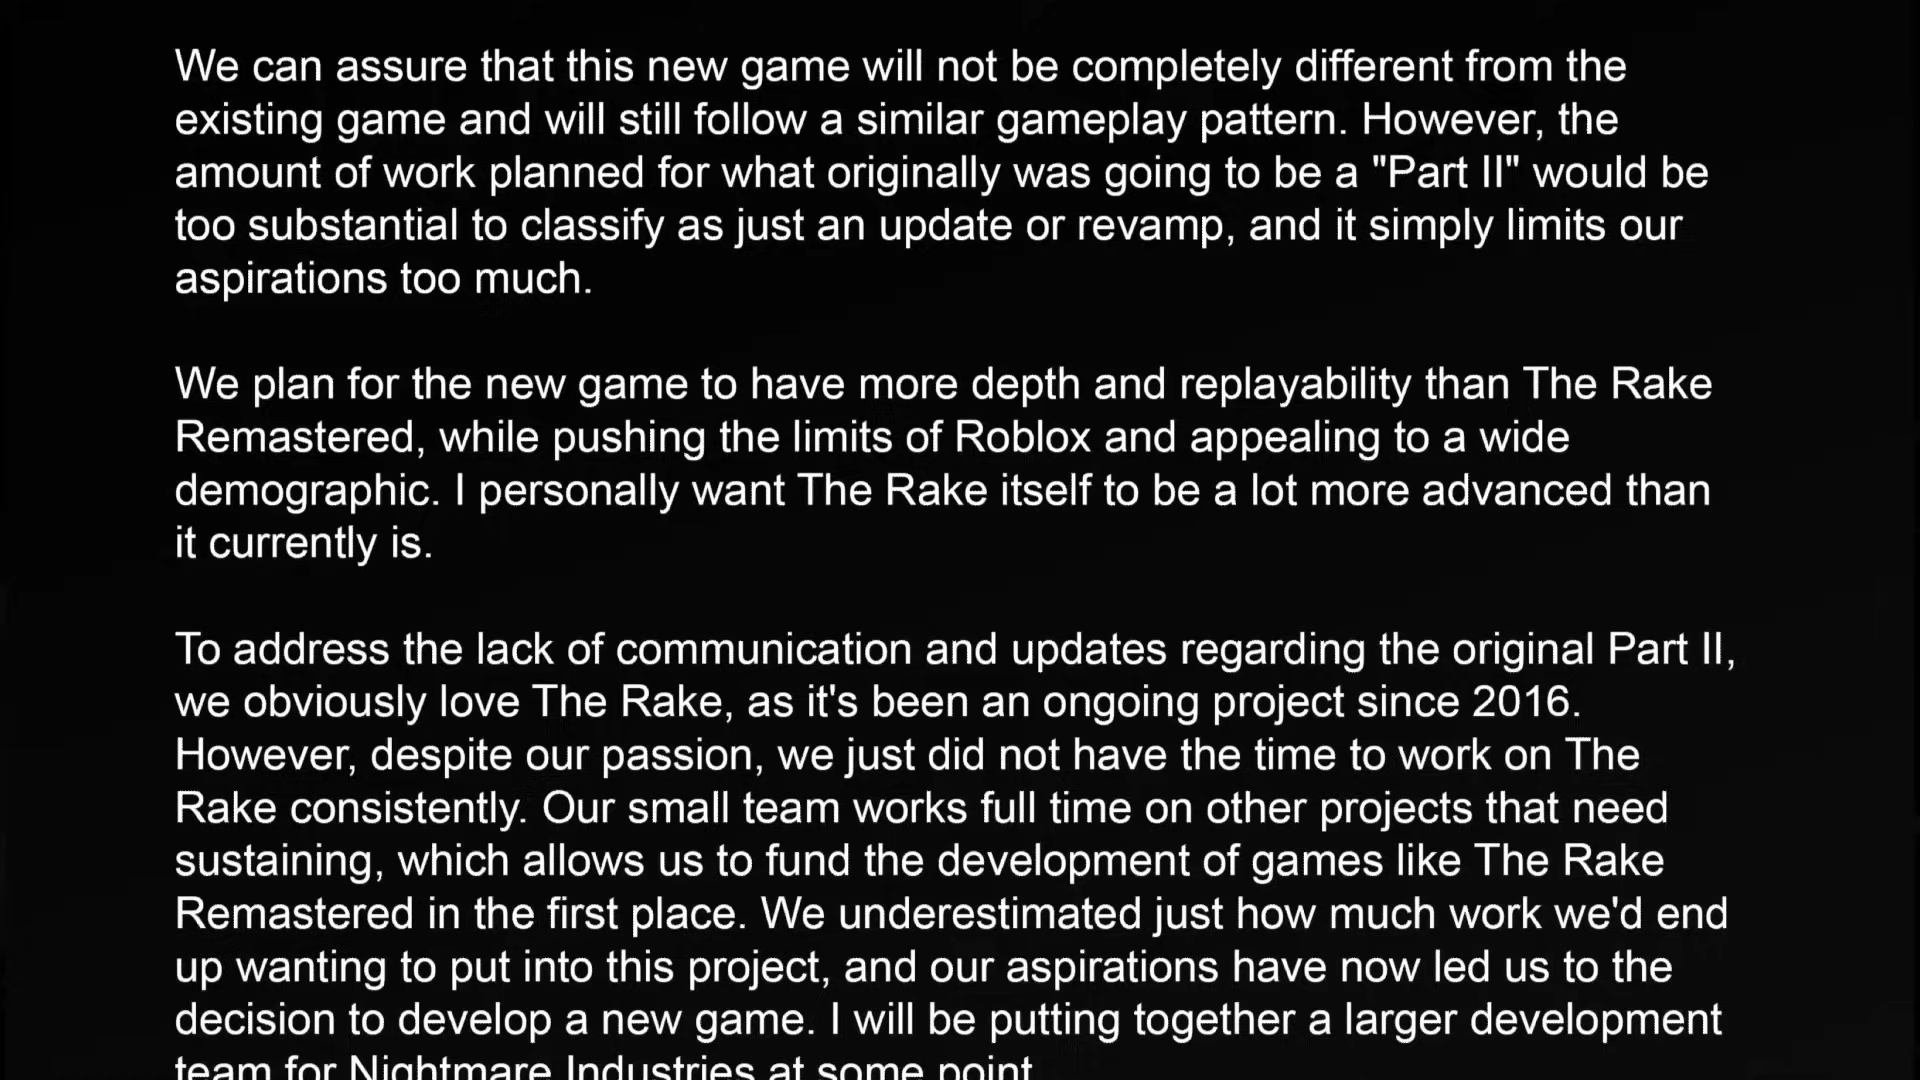 We can assure that this new game will not be completely different from the
existing game and will still follow a similar gameplay pattern. However, the
amount of work planned for what originally was going to be a "Part II" would be
too substantial to classify as just an update or revamp, and it simply limits our
aspirations too much.
We plan for the new game to have more depth and replayability than The Rake
Remastered, while pushing the limits of Roblox and appealing to a wide
demographic. I personally want The Rake itself to be a lot more advanced than
it currently is.
To address the lack of communication and updates regarding the original Part II,
we obviously love The Rake, as it's been an ongoing project since 2016.
However, despite our passion, we just did not have the time to work on The
Rake consistently. Our small team works full time on other projects that need
sustaining, which allows us to fund the development of games like The Rake
Remastered in the first place. We underestimated just how much work we'd end
up wanting to put into this project, and our aspirations have now led us to the
decision to develop a new game. I will be putting together a larger development
team for Nightmare Industries at some point